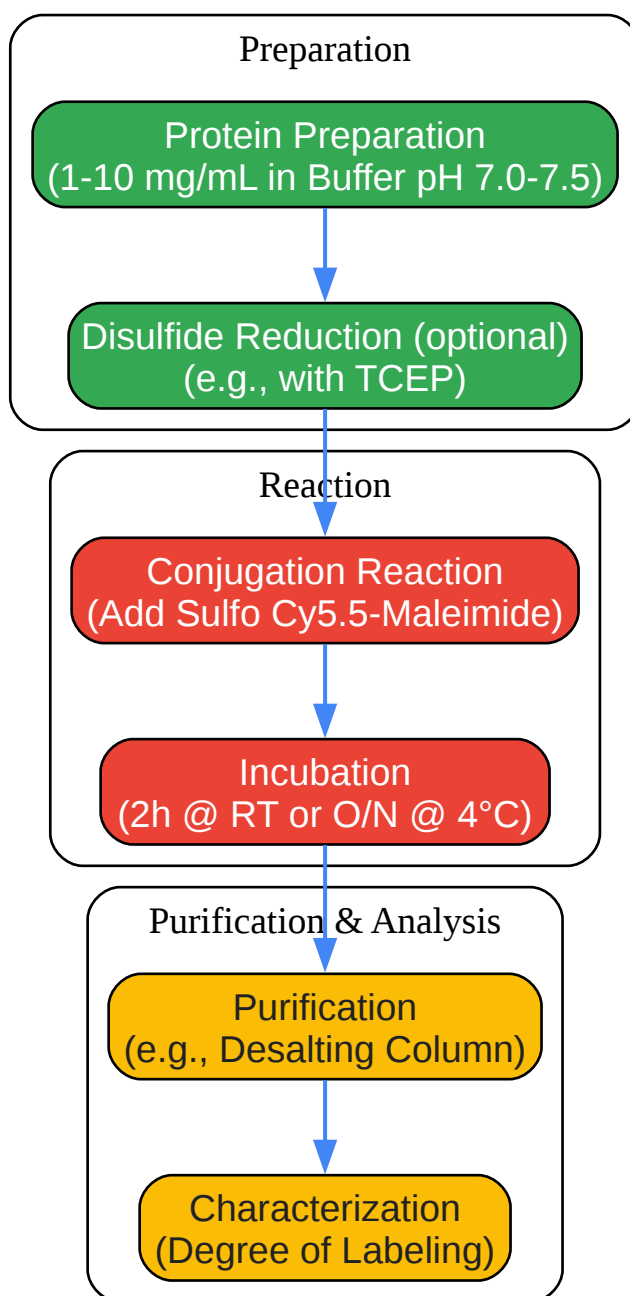 Preparation
Protein Preparation
(1-10 mg/mL in Buffer pH 7.0-7.5)
Disulfide Reduction (optional)
(e.g., with TCEP)
Reaction
Conjugation Reaction
(Add Sulfo Cy5.5-Maleimide)
Incubation
(2h @ RT or O/N @ 4°C)
Purification & Analysis
Purification
(e.g., Desalting Column)
Characterization
(Degree of Labeling)